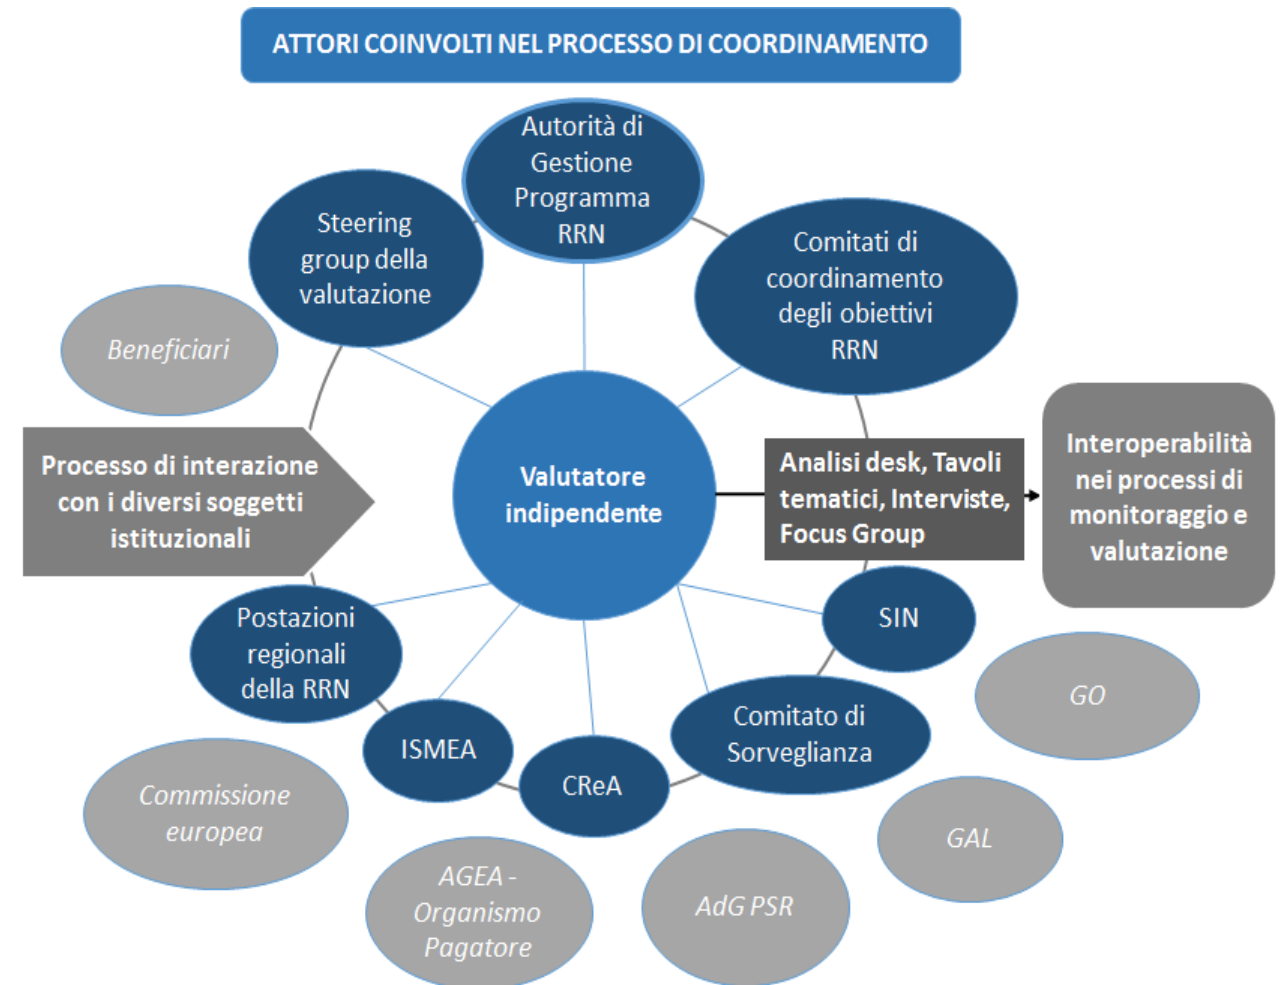 ATTORI COINVOLTI NEL PROCESSO DI COORDINAMENTO
Autorità di
Gestione
Programma
RRN
Steering
group della
valutazione
Comitati di
coordinamento
degli obiettivi
RRN
Beneficiari
Processo di interazione
con i diversi soggetti
istituzionali
Valutatore
indipendente
Analisi desk, Tavoli
tematici, Interviste,
Focus Group
Interoperabilità
nei processi di
monitoraggio e
valutazione
Postazioni
regionali
della RRN
ISMEA
CReA
Comitato di
Sorveglianza
SIN
GO
GAL
AdG PSR
AGEA -
Organismo
Pagatore
Commissione
europea